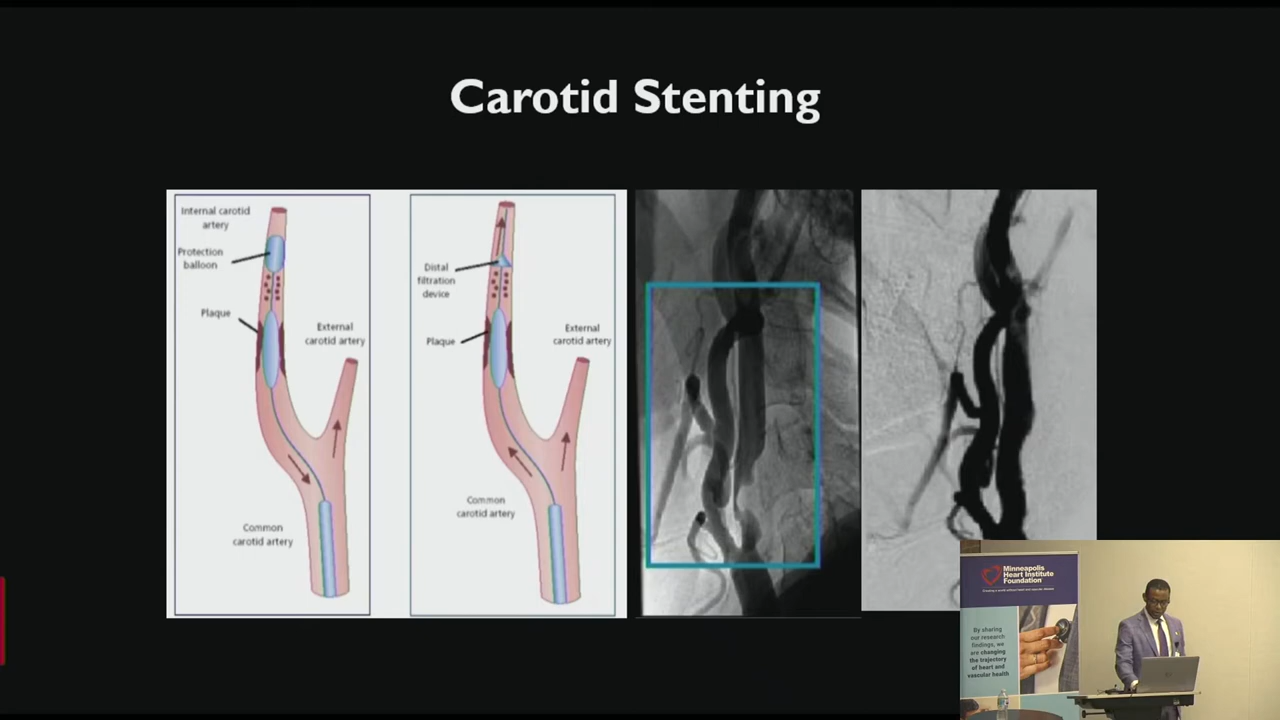 Carotid Stenting
Internal carotid
artery
Protection
balloon
Plaque
External
carotid artery
Common
carotid artery
Distal
filtration
device
Plaque
External
carotid artery
Common
carotid artery
Minneapolis
Heart Institute
Foundation
By sharing
our research
findings, we
are changing
the trajectory
of heart and
vascular health